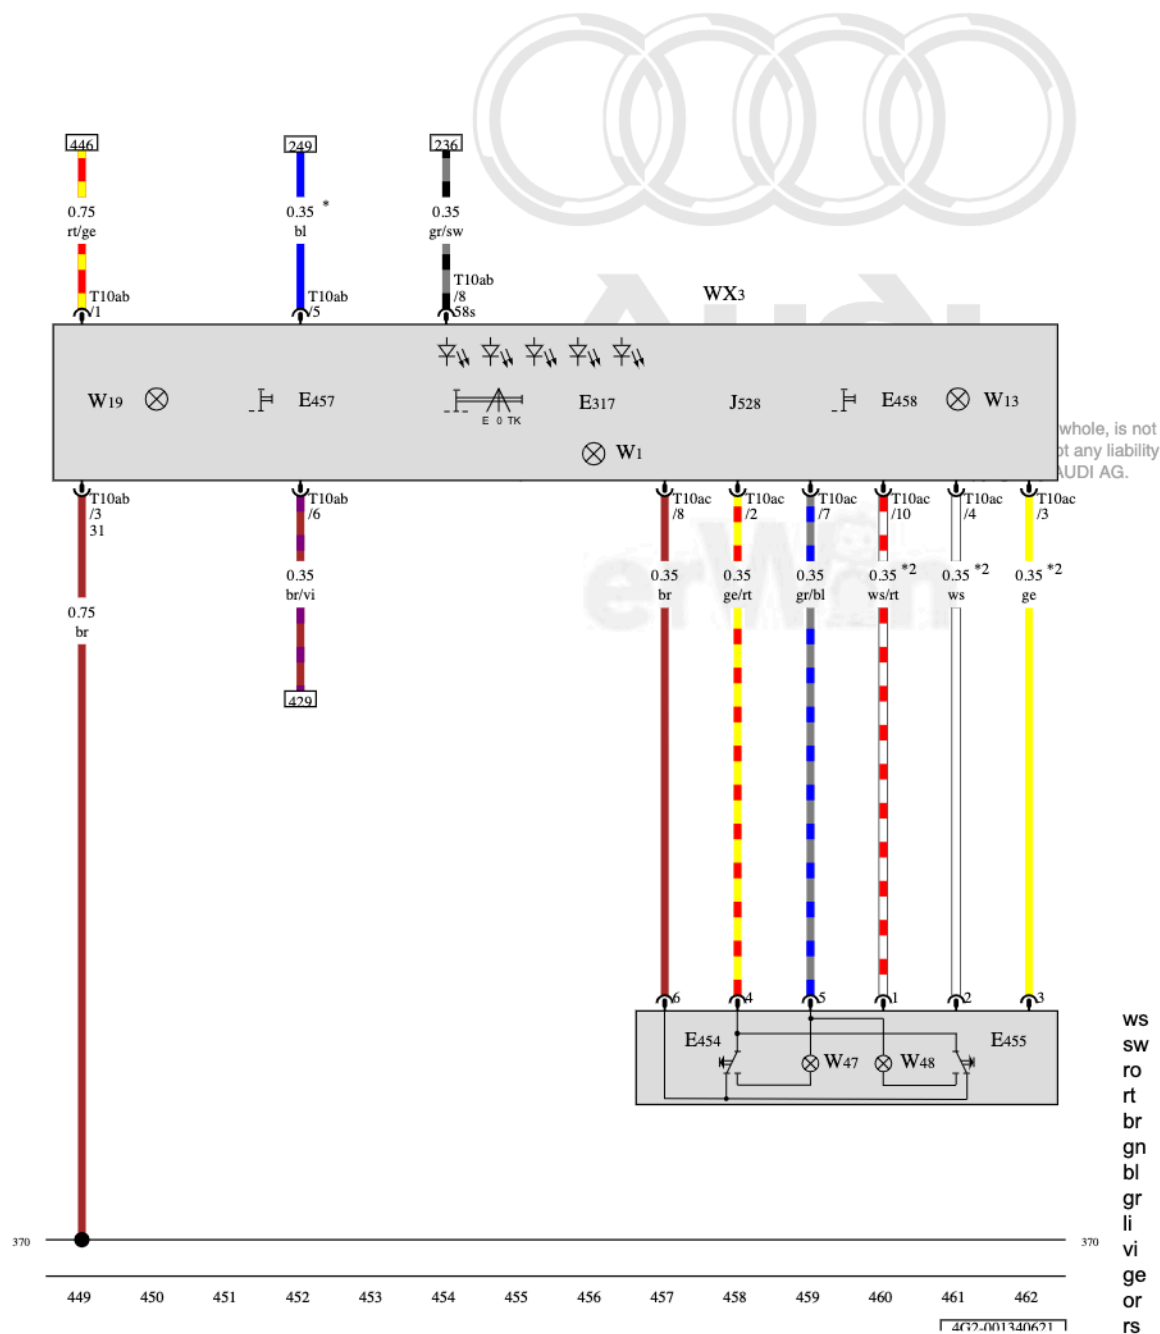 446
249
236
0.75
rt/ge
0.35 *
bl
0.35
gr/sw
T10ab
/1
T10ab
/5
T10ab
/8
58s
WX3
Audi
W19
E457
E 0 TK
E317
J528
E458
W13
W1
whole, is not
ot any liability
AUDI AG.
T10ab
/3
31
T10ab
/6
T10ac
/8
T10ac
/2
T10ac
/7
T10ac
/10
T10ac
/4
T10ac
/3
erWin
0.35
br/vi
0.35
br
0.35
ge/rt
0.35
gr/bl
0.35 *2
ws/rt
0.35 *2
ws
0.35 *2
ge
0.75
br
429
6 4 5 1 2 3
E454
W47
W48
E455
ws
sw
ro
rt
br
gn
bl
gr
li
vi
ge
or
rs
370
370
449 450 451 452 453 454 455 456 457 458 459 460 461 462
4G2-001340621